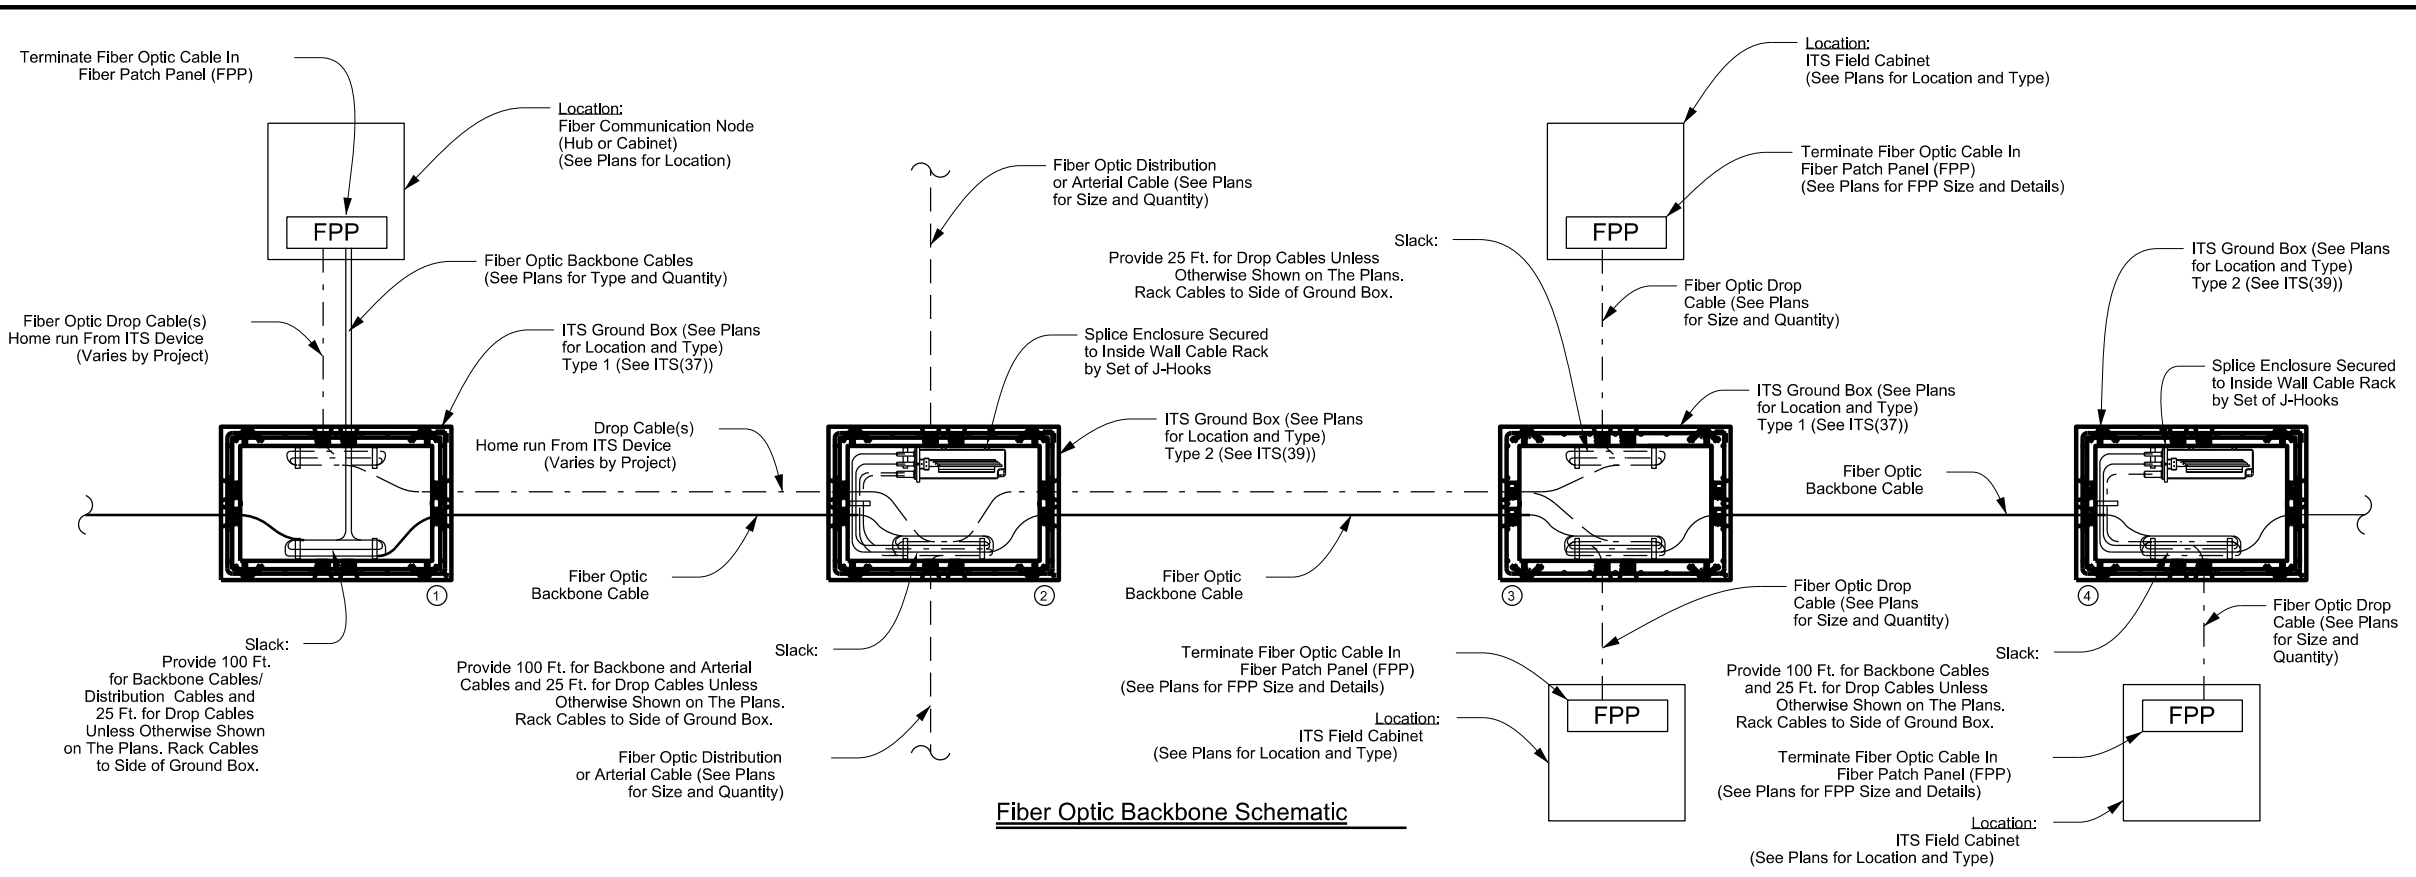 Terminate Fiber Optic Cable In
Fiber Patch Panel (FPP)
Location:
Fiber Communication Node
(Hub or Cabinet)
(See Plans for Location)
FPP
Fiber Optic Backbone Cables
(See Plans for Type and Quantity)
Fiber Optic Drop Cable(s)
Home run From ITS Device
(Varies by Project)
ITS Ground Box (See Plans
for Location and Type)
Type 1 (See ITS(37))
1
Slack:
Provide 100 Ft.
for Backbone Cables/
Distribution Cables and
25 Ft. for Drop Cables
Unless Otherwise Shown
on The Plans. Rack Cables
to Side of Ground Box.
Drop Cable(s)
Home run From ITS Device
(Varies by Project)
Fiber Optic
Backbone Cable
Fiber Optic Distribution
or Arterial Cable (See Plans
for Size and Quantity)
Splice Enclosure Secured
to Inside Wall Cable Rack
by Set of J-Hooks
ITS Ground Box (See Plans
for Location and Type)
Type 2 (See ITS(39))
2
Slack:
Provide 100 Ft. for Backbone and Arterial
Cables and 25 Ft. for Drop Cables Unless
Otherwise Shown on The Plans.
Rack Cables to Side of Ground Box.
Fiber Optic Distribution
or Arterial Cable (See Plans
for Size and Quantity)
Fiber Optic
Backbone Cable
Location:
ITS Field Cabinet
(See Plans for Location and Type)
Terminate Fiber Optic Cable In
Fiber Patch Panel (FPP)
(See Plans for FPP Size and Details)
FPP
Slack:
Provide 25 Ft. for Drop Cables Unless
Otherwise Shown on The Plans.
Rack Cables to Side of Ground Box.
Fiber Optic Drop
Cable (See Plans
for Size and Quantity)
ITS Ground Box (See Plans
for Location and Type)
Type 1 (See ITS(37))
3
Fiber Optic Drop
Cable (See Plans
for Size and Quantity)
Terminate Fiber Optic Cable In
Fiber Patch Panel (FPP)
(See Plans for FPP Size and Details)
FPP
Location:
ITS Field Cabinet
(See Plans for Location and Type)
Fiber Optic
Backbone Cable
ITS Ground Box (See Plans
for Location and Type)
Type 2 (See ITS(39))
Splice Enclosure Secured
to Inside Wall Cable Rack
by Set of J-Hooks
4
Fiber Optic Drop
Cable (See Plans
for Size and
Quantity)
Slack:
Provide 100 Ft. for Backbone Cables
and 25 Ft. for Drop Cables Unless
Otherwise Shown on The Plans.
Rack Cables to Side of Ground Box.
FPP
Terminate Fiber Optic Cable In
Fiber Patch Panel (FPP)
(See Plans for FPP Size and Details)
Location:
ITS Field Cabinet
(See Plans for Location and Type)
Fiber Optic Backbone Schematic